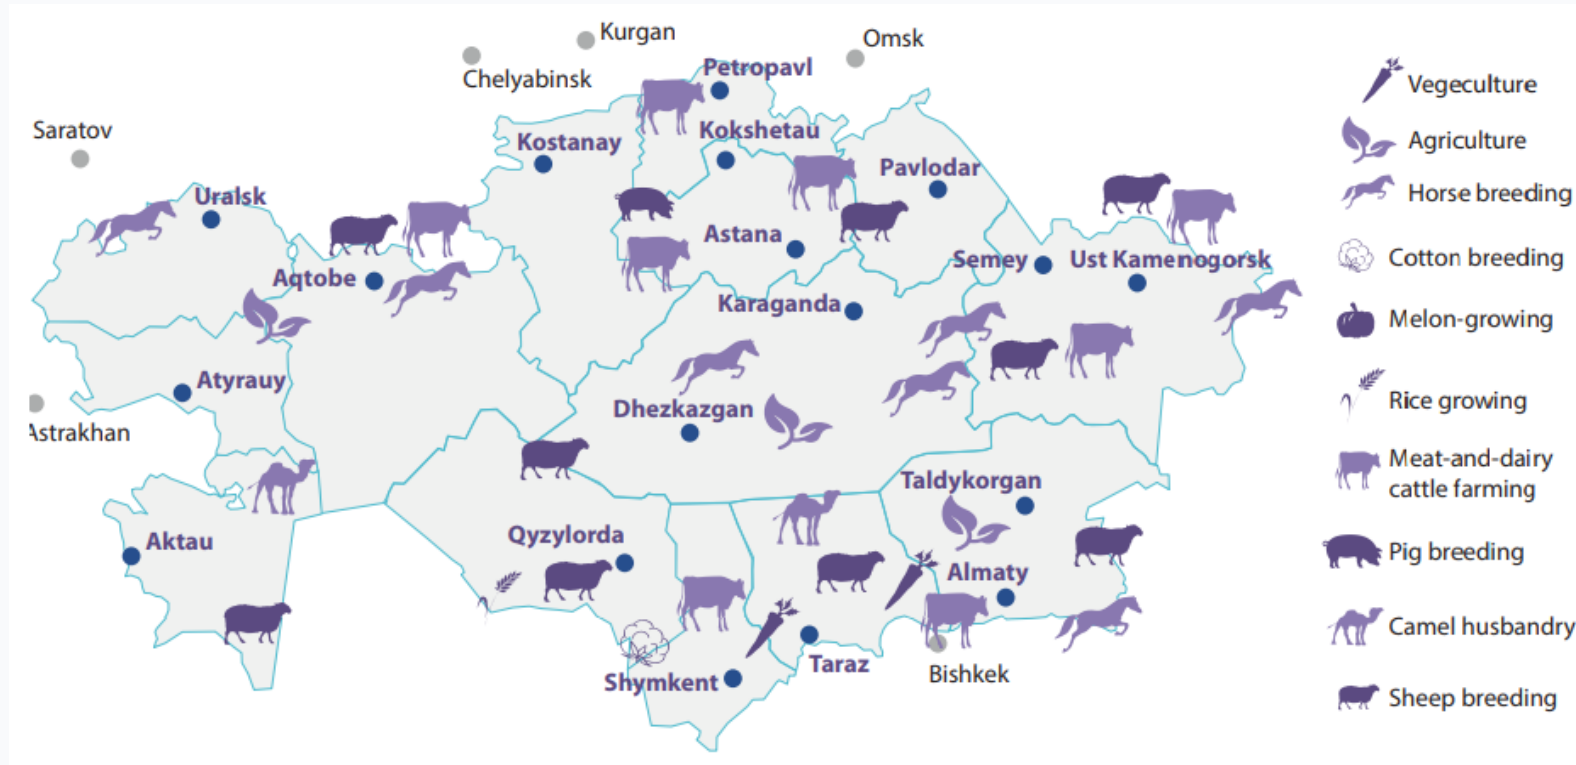 Kurgan
Omsk
Chelyabinsk
Petropavl
Saratov
Kostanay
Kokshetau
Pavlodar
Uralsk
Astana
Semey
Ust Kamenogorsk
Aqtobe
Karaganda
Atyrauy
Dhezkazgan
Astrakhan
Taldykorgan
Aktau
Qyzylorda
Almaty
Shymkent
Taraz
Bishkek
Vegeculture
Agriculture
Horse breeding
Cotton breeding
Melon-growing
Rice growing
Meat-and-dairy
cattle farming
Pig breeding
Camel husbandry
Sheep breeding